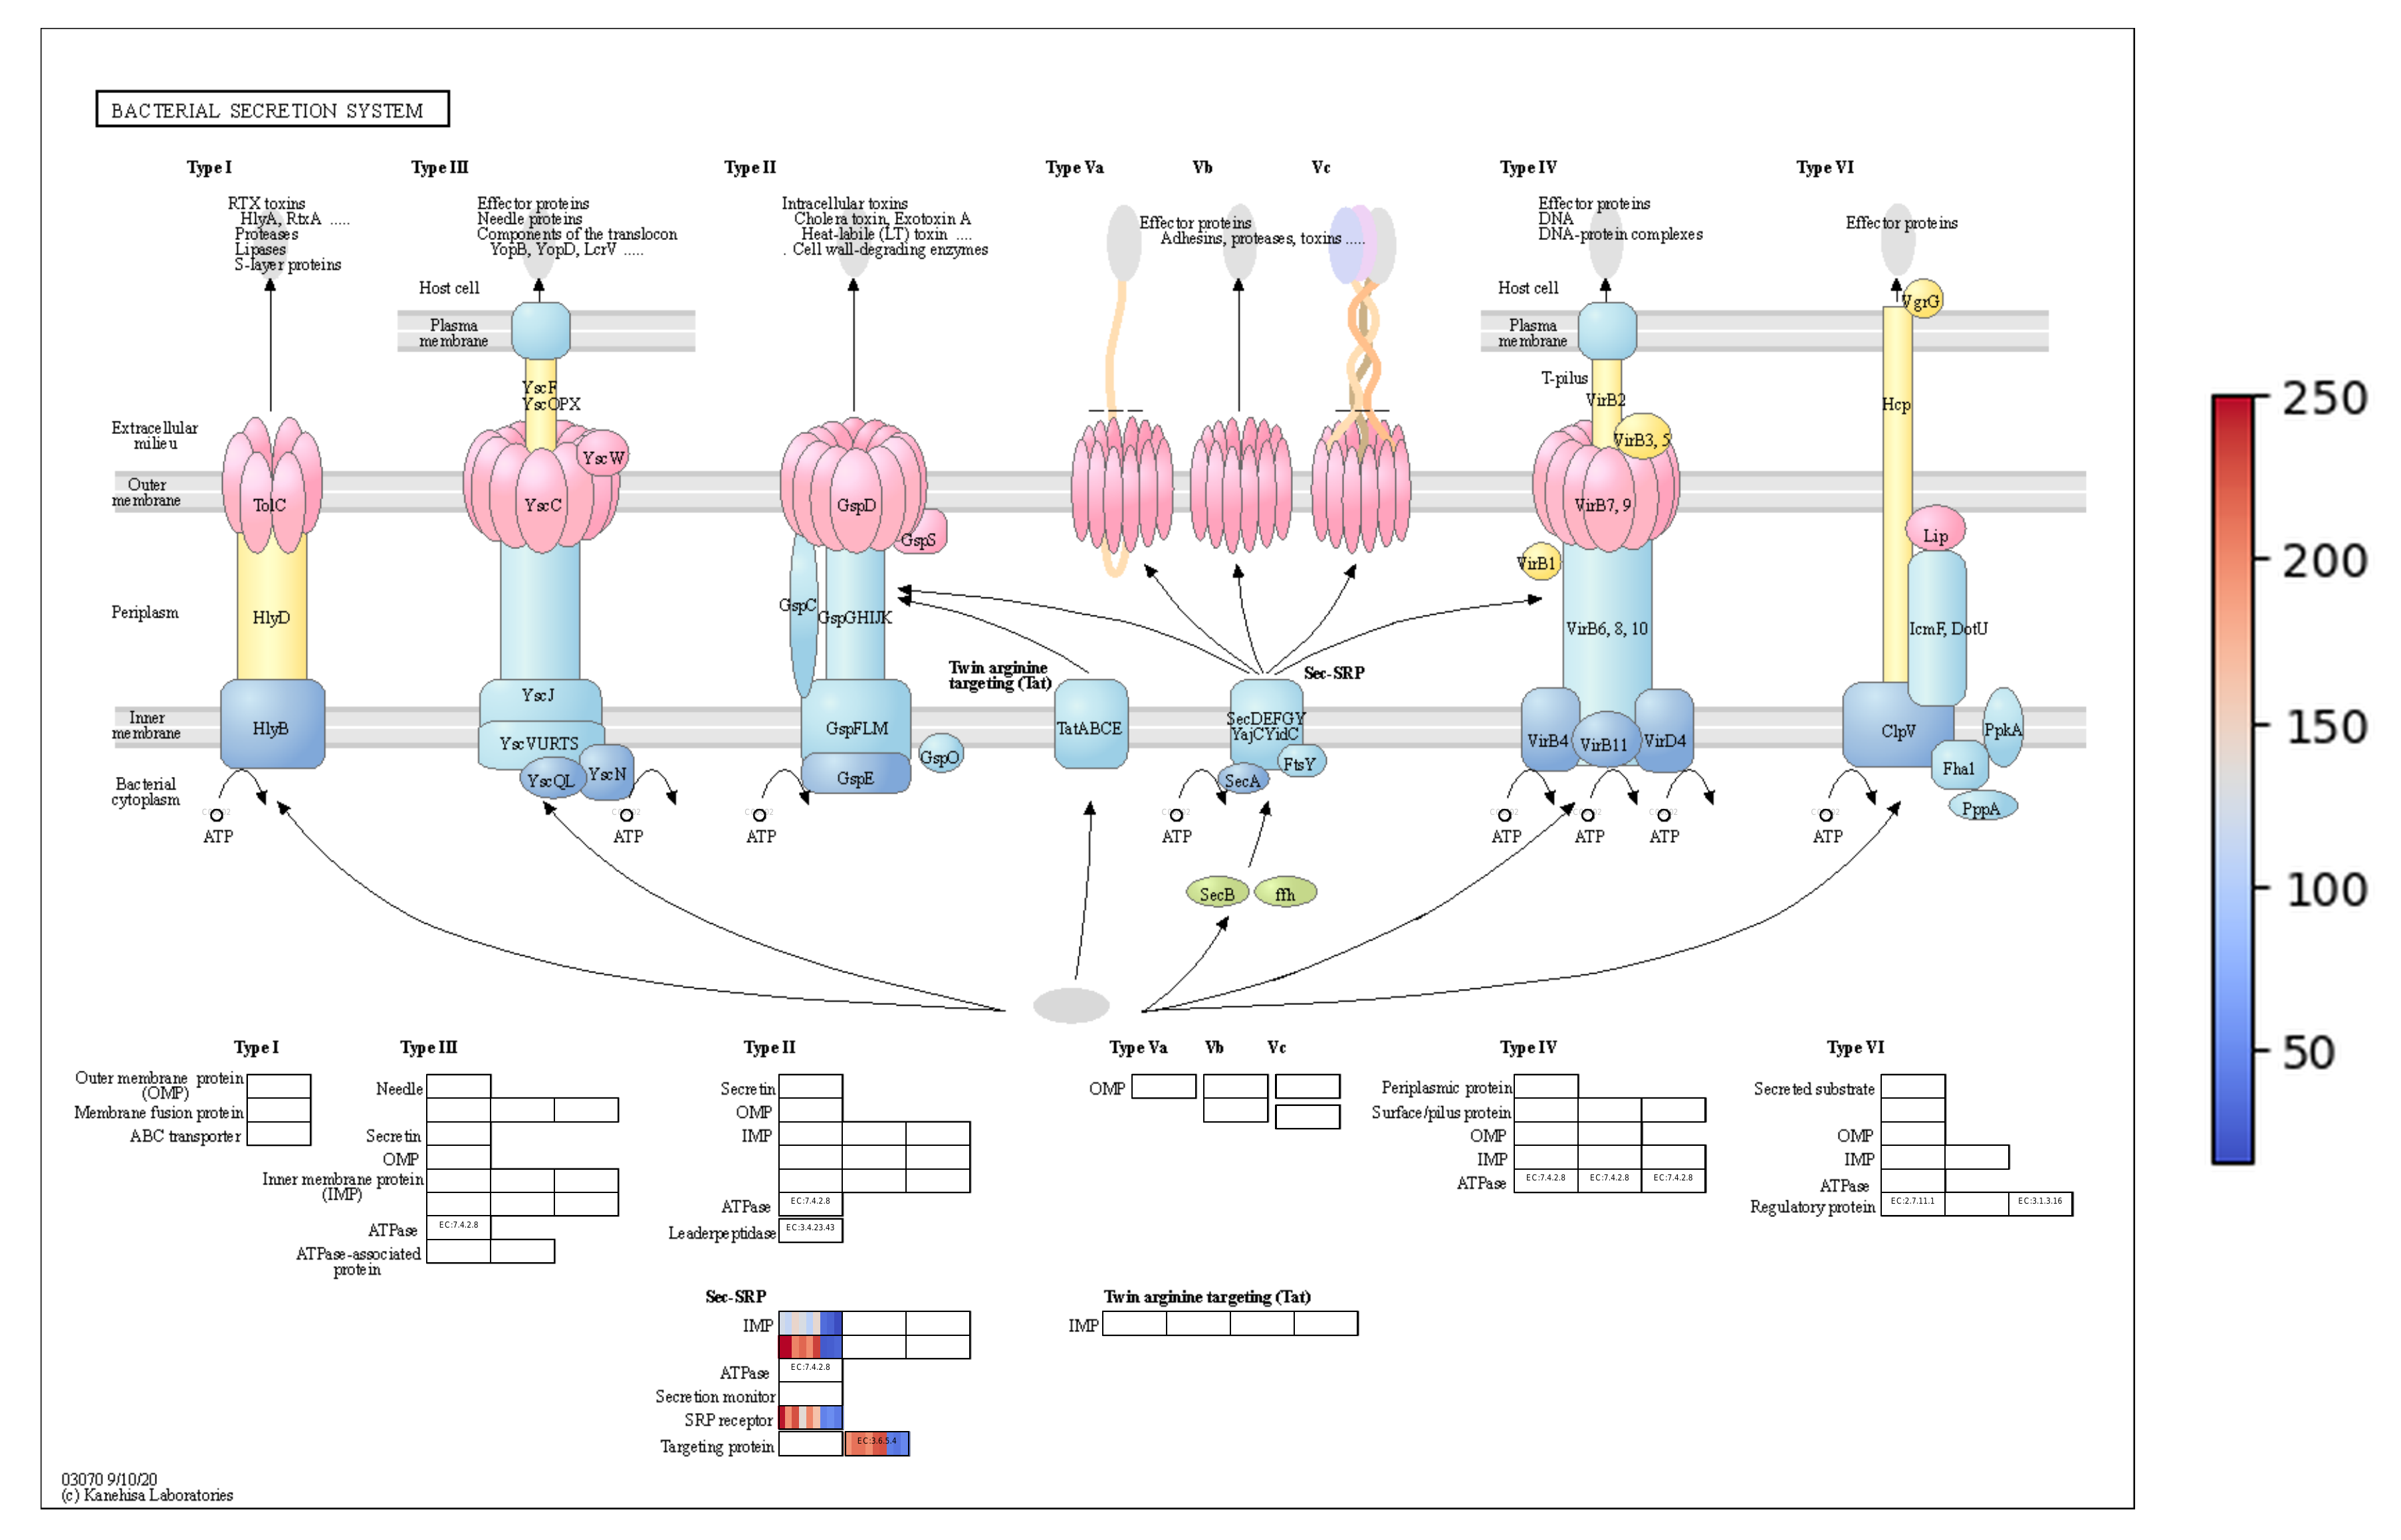 BACTERIAL SECRETION SYSTEM
Type I
Type III
Type II
Type Va
Vb
Vc
Type IV
Type VI
RTX toxins
HlyA, RtxA .....
Proteases
Lipases
S-layer proteins
Effector proteins
Needle proteins
Components of the translocon
YopB, YopD, LcrV .....
Intracellular toxins
Cholera toxin, Exotoxin A
Heat-labile (LT) toxin ....
. Cell wall-degrading enzymes
Effector proteins
Adhesins, proteases, toxins .....
Effector proteins
DNA
DNA-protein complexes
Effector proteins
Host cell
Plasma
membrane
Host cell
Plasma
membrane
VgrG
YscF
YscOPX
T-pilus
VirB2
Hcp
Extracellular
milieu
YscW
VirB3, 5
Outer
membrane
TolC
YscC
GspD
GspS
VirB7, 9
Lip
VirB1
Periplasm
HlyD
GspC
GspGHIJK
VirB6, 8, 10
IcmF, DotU
Twin arginine
targeting (Tat)
Sec-SRP
Inner
membrane
HlyB
YscJ
YscVURTS
YscQL
YscN
GspFLM
GspE
GspO
TatABCE
SecDEFGY
YajCYidC
SecA
FtsY
VirB4
VirB11
VirD4
ClpV
PpkA
Fha1
PppA
Bacterial
cytoplasm
ATP
ATP
ATP
ATP
ATP
ATP
ATP
ATP
SecB
ffh
Type I
Type III
Type II
Type Va
Vb
Vc
Type IV
Type VI
Outer membrane protein
(OMP)
Membrane fusion protein
ABC transporter
Needle
Secretin
OMP
Inner membrane protein
(IMP)
ATPase
EC:7.4.2.8
ATPase-associated
protein
Secretin
OMP
IMP
ATPase
EC:7.4.2.8
Leaderpeptidase
EC:3.4.23.43
OMP
Periplasmic protein
Surface/pilus protein
OMP
IMP
ATPase
EC:7.4.2.8
EC:7.4.2.8
EC:7.4.2.8
Secreted substrate
OMP
IMP
ATPase
Regulatory protein
EC:2.7.11.1
EC:3.1.3.16
Sec-SRP
IMP
ATPase
EC:7.4.2.8
Secretion monitor
SRP receptor
Targeting protein
EC:3.6.5.4
Twin arginine targeting (Tat)
IMP
03070 9/10/20
(c) Kanehisa Laboratories
250
200
150
100
50